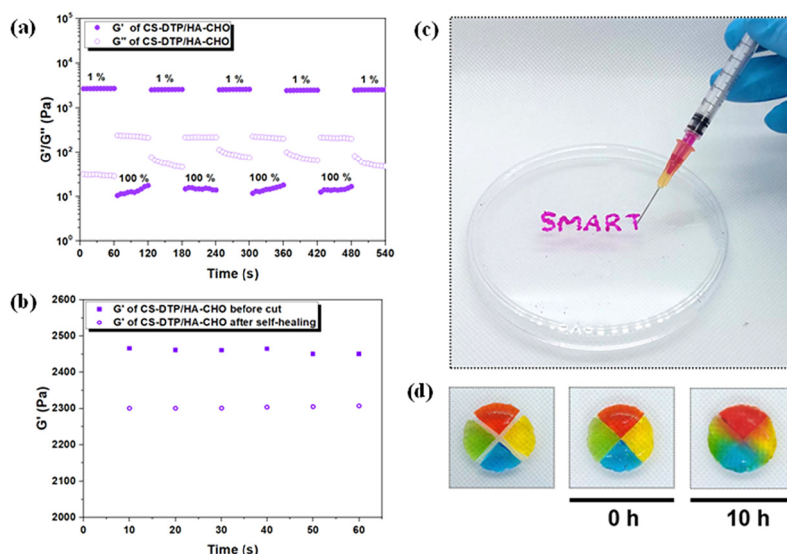 (a)
10⁵
10⁴
10³
10²
10¹
10⁰
G'/G'' (Pa)
G' of CS-DTP/HA-CHO
G'' of CS-DTP/HA-CHO
1 % 1 % 1 % 1 % 1 %
100 % 100 % 100 % 100 %
0 60 120 180 240 300 360 420 480 540
Time (s)
(b)
2600
2500
2400
2300
2200
2100
2000
G' (Pa)
G' of CS-DTP/HA-CHO before cut
G' of CS-DTP/HA-CHO after self-healing
0 10 20 30 40 50 60
Time (s)
(c)
SMART
(d)
0 h 10 h